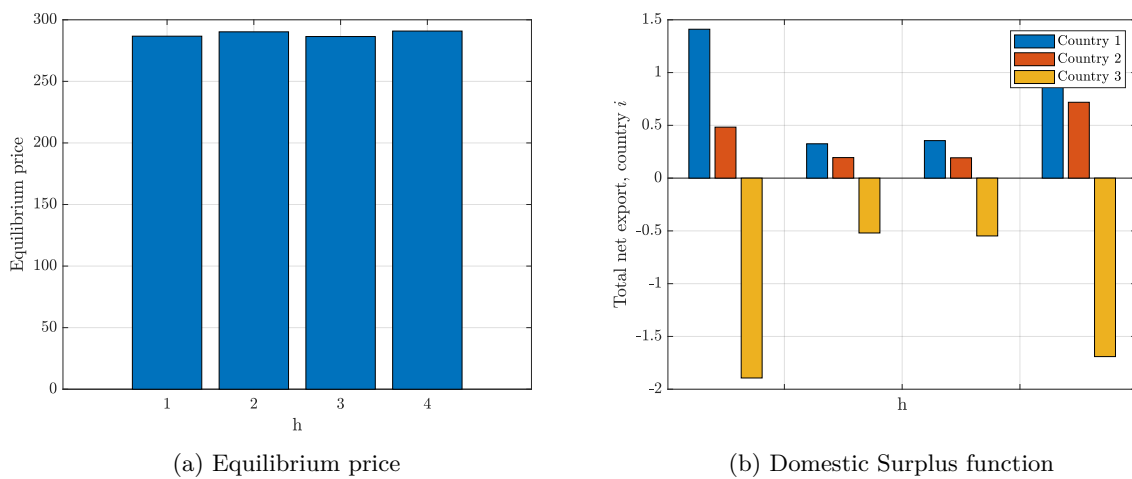 300
250
200
150
100
50
0
Equilibrium price
1 2 3 4
h
(a) Equilibrium price
1.5
1
0.5
0
-0.5
-1
-1.5
-2
Total net export, country i
Country 1
Country 2
Country 3
h
(b) Domestic Surplus function